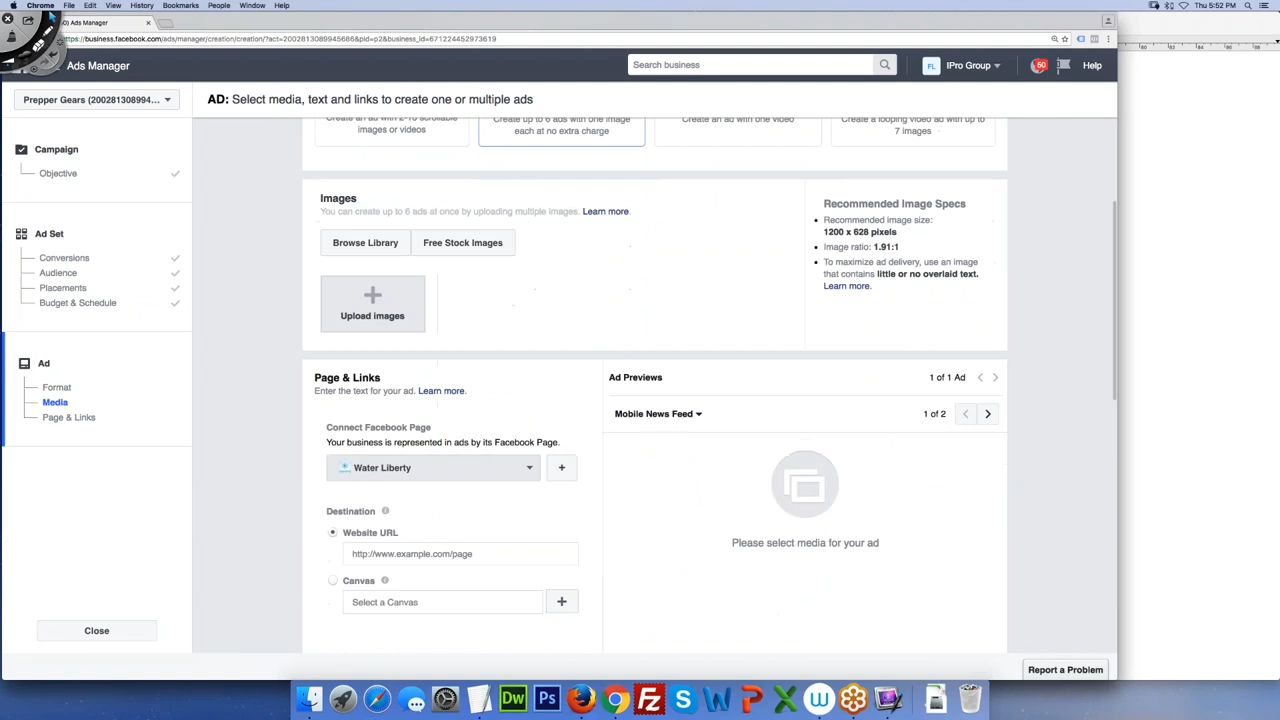 Chrome File Edit View History Bookmarks People Window Help
Thu 5:52 PM
Ads Manager
https://business.facebook.com/ads/manager/creation/creation/?act=2002813089945686&pid=p2&business_id=671224452973619
Ads Manager
Search business
FL IPro Group
50
Help
Prepper Gears (200281308994...
AD: Select media, text and links to create one or multiple ads
Campaign
Objective
Ad Set
Conversions
Audience
Placements
Budget & Schedule
Ad
Format
Media
Page & Links
Close
Create an ad with 2-10 scrollable
images or videos
Create up to 6 ads with one image
each at no extra charge
Create an ad with one video
Create a looping video ad with up to
7 images
Images
You can create up to 6 ads at once by uploading multiple images. Learn more.
Browse Library
Free Stock Images
Upload images
Recommended Image Specs
Recommended image size:
1200 x 628 pixels
Image ratio: 1.91:1
To maximize ad delivery, use an image
that contains little or no overlaid text.
Learn more.
Page & Links
Enter the text for your ad. Learn more.
Connect Facebook Page
Your business is represented in ads by its Facebook Page.
Water Liberty
+
Destination
Website URL
http://www.example.com/page
Canvas
Select a Canvas
+
Ad Previews
1 of 1 Ad
Mobile News Feed
1 of 2
Please select media for your ad
Report a Problem
Dw
Ps
Fz
S
W
P
X
W